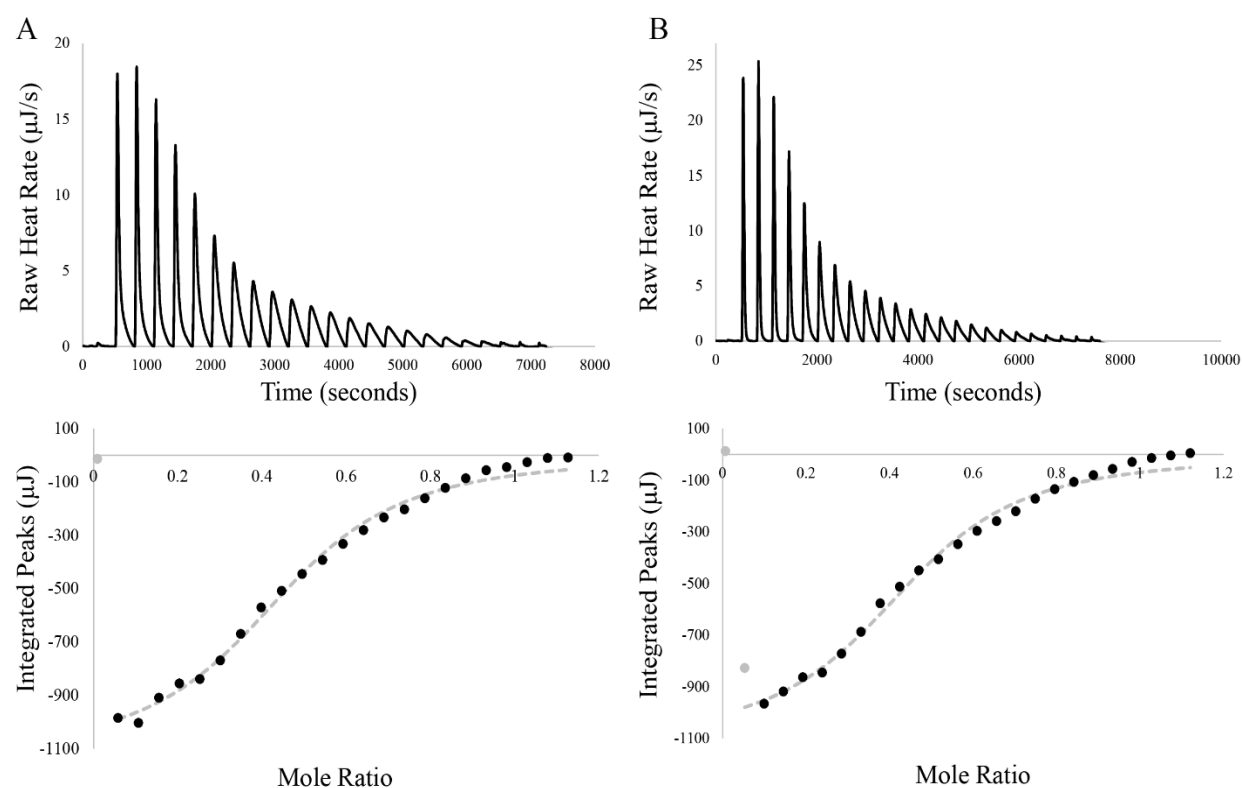 A
Raw Heat Rate (µJ/s)
20
15
10
5
0
0 1000 2000 3000 4000 5000 6000 7000 8000
Time (seconds)
Integrated Peaks (µJ)
100
-100
-300
-500
-700
-900
-1100
0 0.2 0.4 0.6 0.8 1 1.2
Mole Ratio
B
Raw Heat Rate (µJ/s)
25
20
15
10
5
0
0 2000 4000 6000 8000 10000
Time (seconds)
Integrated Peaks (µJ)
100
-100
-300
-500
-700
-900
-1100
0 0.2 0.4 0.6 0.8 1 1.2
Mole Ratio